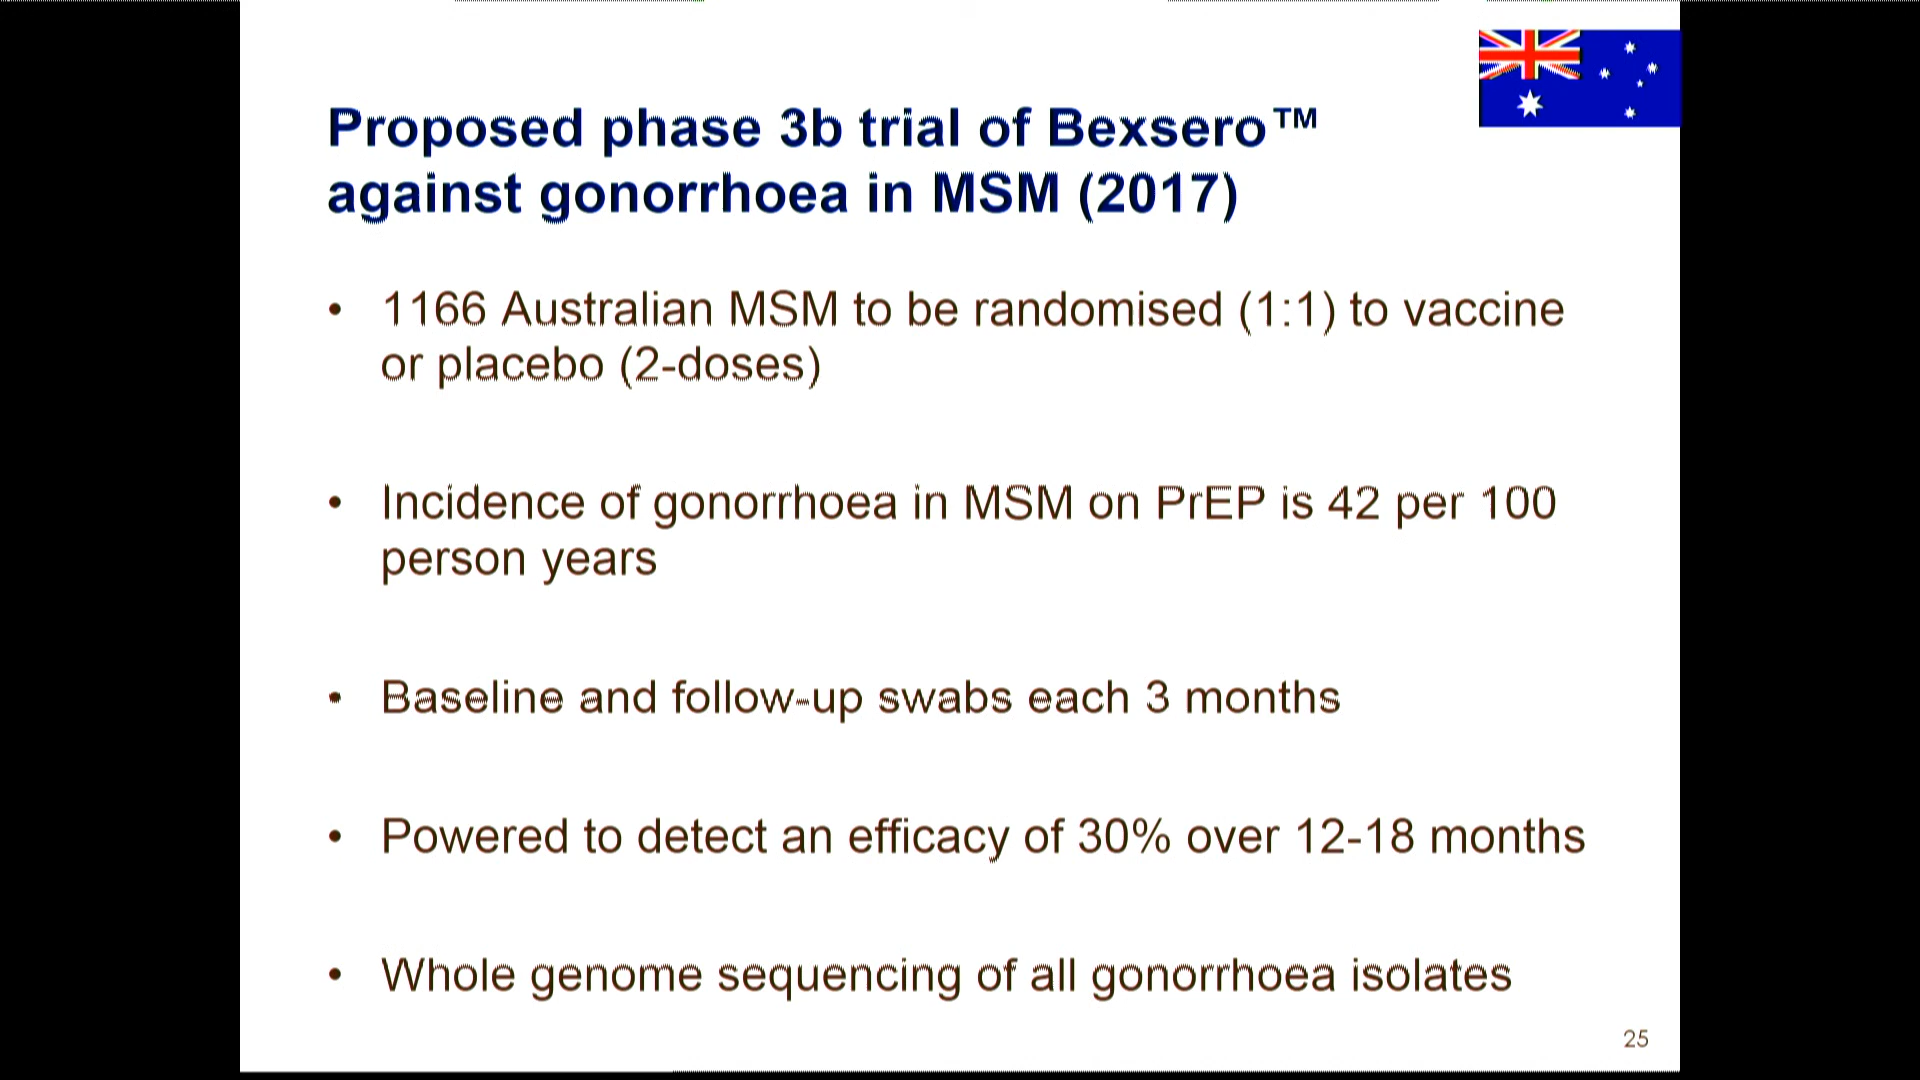 Proposed phase 3b trial of Bexsero™
against gonorrhoea in MSM (2017)
• 1166 Australian MSM to be randomised (1:1) to vaccine
or placebo (2-doses)
• Incidence of gonorrhoea in MSM on PrEP is 42 per 100
person years
• Baseline and follow-up swabs each 3 months
• Powered to detect an efficacy of 30% over 12-18 months
• Whole genome sequencing of all gonorrhoea isolates
25